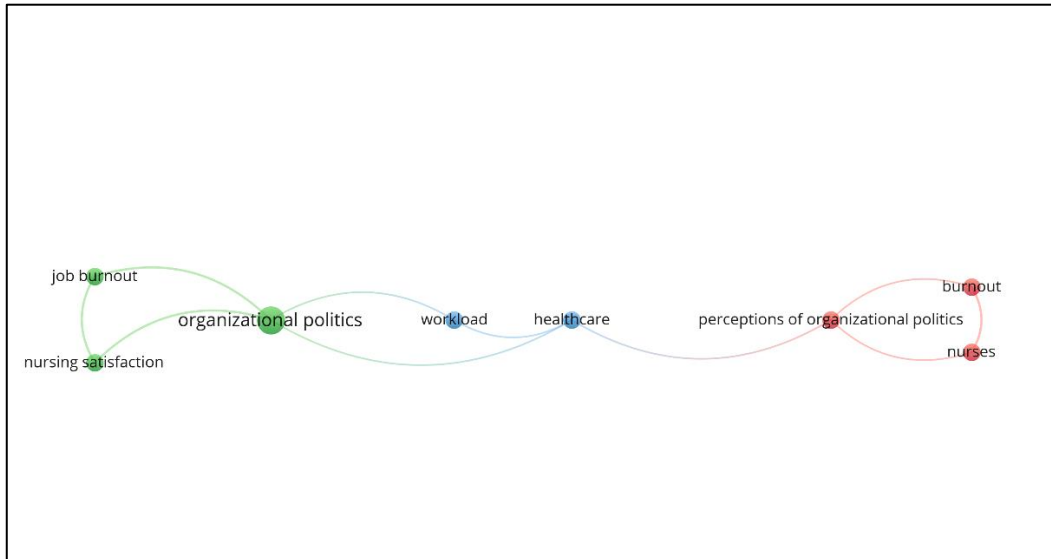 job burnout
burnout
organizational politics
workload
healthcare
perceptions of organizational politics
nurses
nursing satisfaction